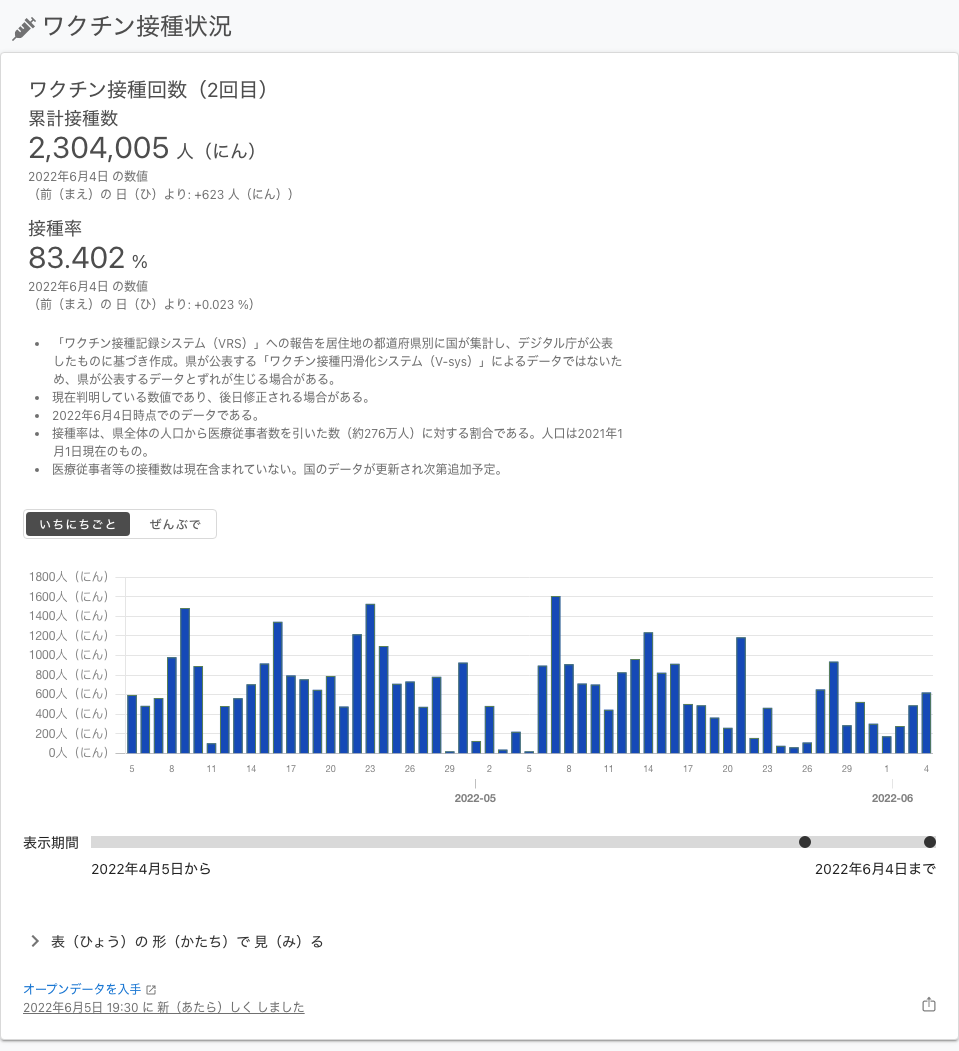 ワクチン接種状況
ワクチン接種回数（2回目）
累計接種数
2,304,005 人（にん）
2022年6月4日 の数値
（前（まえ）の 日（ひ）より: +623 人（にん））
接種率
83.402 %
2022年6月4日 の数値
（前（まえ）の 日（ひ）より: +0.023 %）
• 「ワクチン接種記録システム（VRS）」への報告を居住地の都道府県別に国が集計し、デジタル庁が公表
したものに基づき作成。県が公表する「ワクチン接種円滑化システム（V-sys）」によるデータではないた
め、県が公表するデータとずれが生じる場合がある。
• 現在判明している数値であり、後日修正される場合がある。
• 2022年6月4日時点でのデータである。
• 接種率は、県全体の人口から医療従事者数を引いた数（約276万人）に対する割合である。人口は2021年1
月1日現在のもの。
• 医療従事者等の接種数は現在含まれていない。国のデータが更新され次第追加予定。
いちにちごと ぜんぶで
1800人（にん）
1600人（にん）
1400人（にん）
1200人（にん）
1000人（にん）
800人（にん）
600人（にん）
400人（にん）
200人（にん）
0人（にん）
5 8 11 14 17 20 23 26 29 2 5 8 11 14 17 20 23 26 29 1 4
2022-05 2022-06
表示期間
2022年4月5日から 2022年6月4日まで
表（ひょう）の 形（かたち）で 見（み）る
オープンデータを入手
2022年6月5日 19:30 に 新（あたら）しく しました